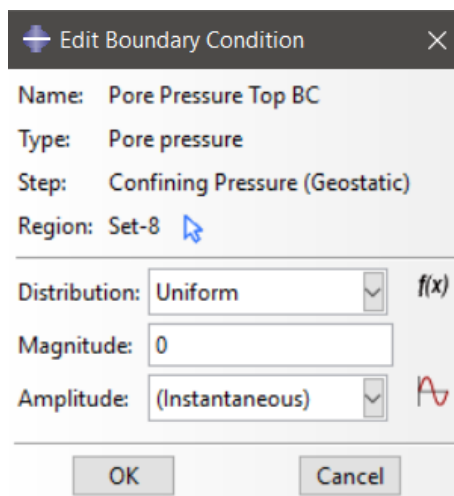 Edit Boundary Condition
Name: Pore Pressure Top BC
Type: Pore pressure
Step: Confining Pressure (Geostatic)
Region: Set-8
Distribution: Uniform f(x)
Magnitude: 0
Amplitude: (Instantaneous)
OK Cancel